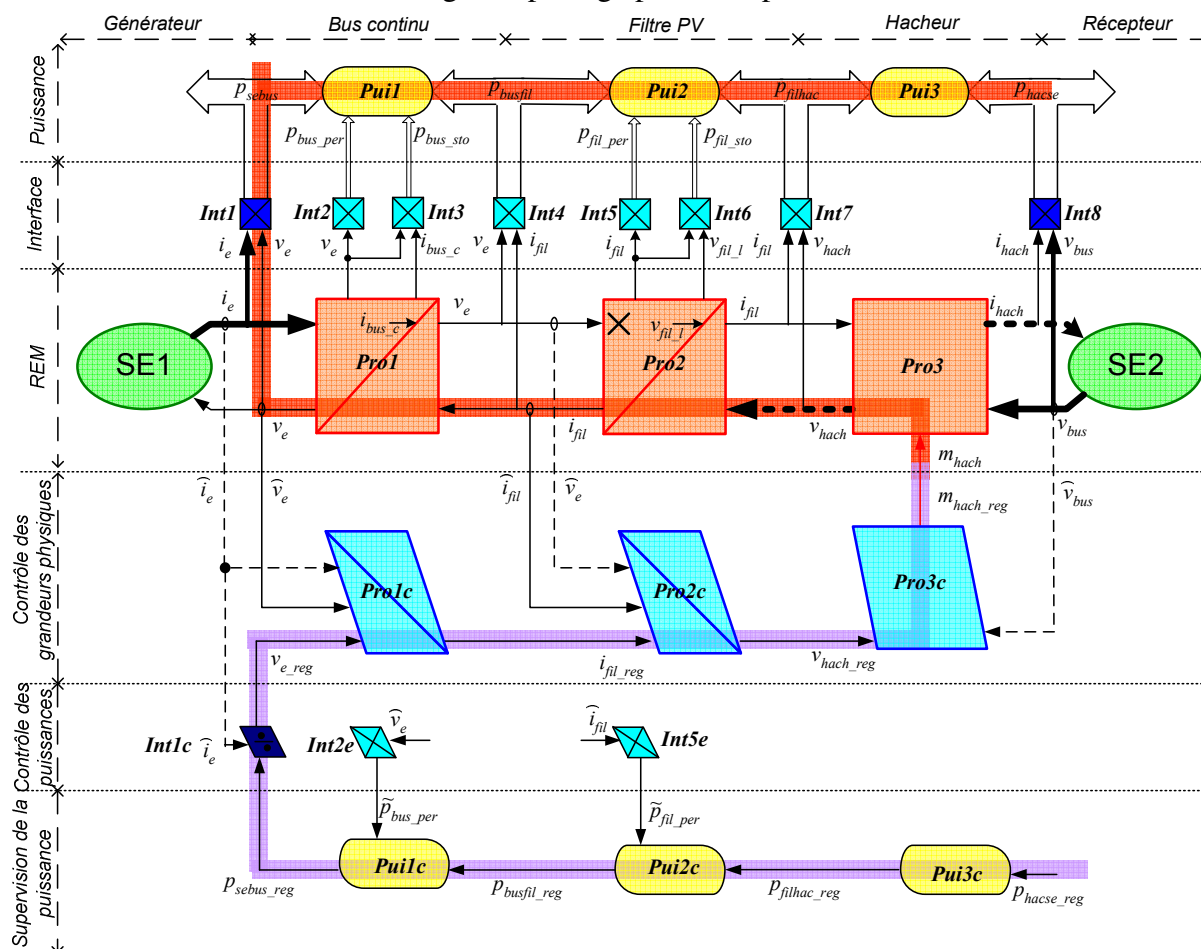 Générateur
Bus continu
Filtre PV
Hacheur
Récepteur
Puissance
p_sebus
Pui1
p_busfil
Pui2
p_filhac
Pui3
p_hacse
p_bus_per
p_bus_sto
p_fil_per
p_fil_sto
Interface
Int1
Int2
Int3
Int4
Int5
Int6
Int7
Int8
i_e
v_e
v_e
i_bus_c
v_e
i_fil
i_fil
v_fil_l
i_fil
v_hach
i_hach
v_bus
REM
i_e
v_e
i_fil
i_hach
SE1
i_bus_c
Pro1
v_fil_l
Pro2
Pro3
SE2
v_e
i_fil
v_hach
v_bus
m_hach
Contrôle des
grandeurs physiques
î_e
v̂_e
î_fil
v̂_e
m_hach_reg
v̂_bus
Pro1c
Pro2c
Pro3c
v_e_reg
i_fil_reg
v_hach_reg
Contrôle des
puissances
Int1c
î_e
Int2e
v̂_e
î_fil
Int5e
Supervision de la
puissance
p̃_bus_per
p̃_fil_per
Pui1c
Pui2c
Pui3c
p_sebus_reg
p_busfil_reg
p_filhac_reg
p_hacse_reg